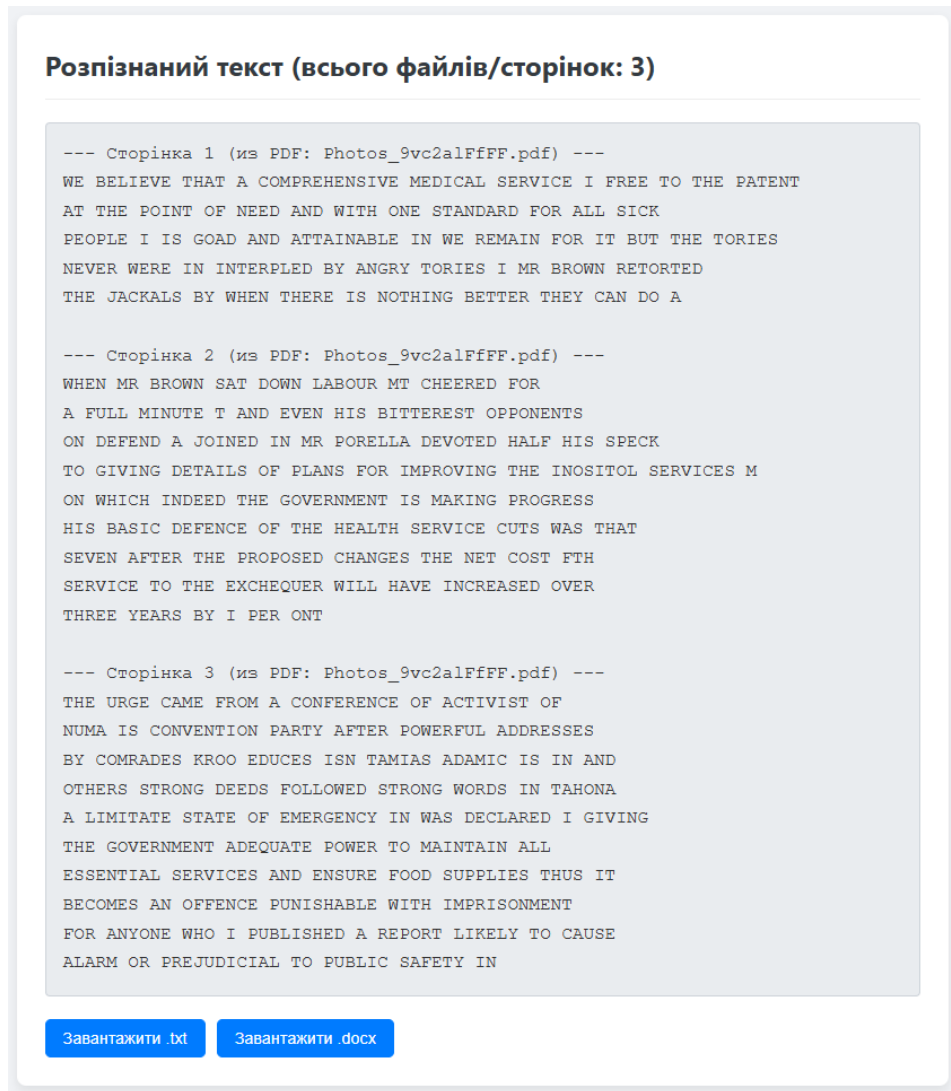 Розпізнаний текст (всього файлів/сторінок: 3)
--- Сторінка 1 (из PDF: Photos_9vc2alFfFF.pdf) ---
WE BELIEVE THAT A COMPREHENSIVE MEDICAL SERVICE I FREE TO THE PATENT
AT THE POINT OF NEED AND WITH ONE STANDARD FOR ALL SICK
PEOPLE I IS GOAD AND ATTAINABLE IN WE REMAIN FOR IT BUT THE TORIES
NEVER WERE IN INTERPLED BY ANGRY TORIES I MR BROWN RETORTED
THE JACKALS BY WHEN THERE IS NOTHING BETTER THEY CAN DO A
--- Сторінка 2 (из PDF: Photos_9vc2alFfFF.pdf) ---
WHEN MR BROWN SAT DOWN LABOUR MT CHEERED FOR
A FULL MINUTE T AND EVEN HIS BITTEREST OPPONENTS
ON DEFEND A JOINED IN MR PORELLA DEVOTED HALF HIS SPECK
TO GIVING DETAILS OF PLANS FOR IMPROVING THE INOSITOL SERVICES M
ON WHICH INDEED THE GOVERNMENT IS MAKING PROGRESS
HIS BASIC DEFENCE OF THE HEALTH SERVICE CUTS WAS THAT
SEVEN AFTER THE PROPOSED CHANGES THE NET COST FTH
SERVICE TO THE EXCHEQUER WILL HAVE INCREASED OVER
THREE YEARS BY I PER ONT
--- Сторінка 3 (из PDF: Photos_9vc2alFfFF.pdf) ---
THE URGE CAME FROM A CONFERENCE OF ACTIVIST OF
NUMA IS CONVENTION PARTY AFTER POWERFUL ADDRESSES
BY COMRADES KROO EDUCES ISN TAMIAS ADAMIC IS IN AND
OTHERS STRONG DEEDS FOLLOWED STRONG WORDS IN TAHONA
A LIMITATE STATE OF EMERGENCY IN WAS DECLARED I GIVING
THE GOVERNMENT ADEQUATE POWER TO MAINTAIN ALL
ESSENTIAL SERVICES AND ENSURE FOOD SUPPLIES THUS IT
BECOMES AN OFFENCE PUNISHABLE WITH IMPRISONMENT
FOR ANYONE WHO I PUBLISHED A REPORT LIKELY TO CAUSE
ALARM OR PREJUDICIAL TO PUBLIC SAFETY IN
Завантажити .txt Завантажити .docx